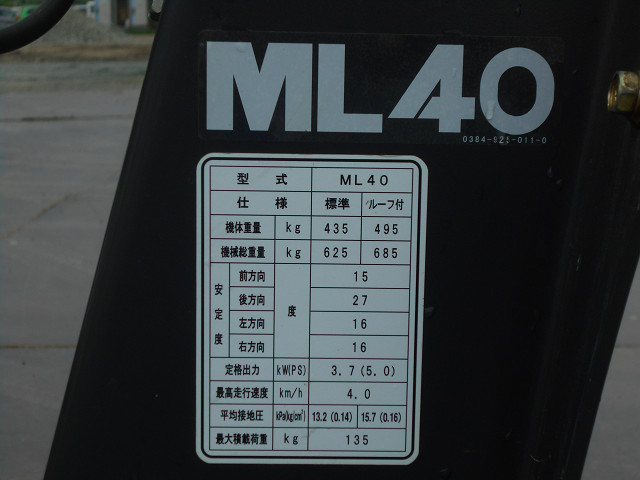 ML40
0384-921-011-0
型式 ML40
仕様 標準 ルーフ付
機体重量 kg 435 495
機械総重量 kg 625 685
安定度 前方向 度 15
後方向 27
左方向 16
右方向 16
定格出力 kW(PS) 3.7(5.0)
最高走行速度 km/h 4.0
平均接地圧 kPa(kg/cm²) 13.2(0.14) 15.7(0.16)
最大積載荷重 kg 135